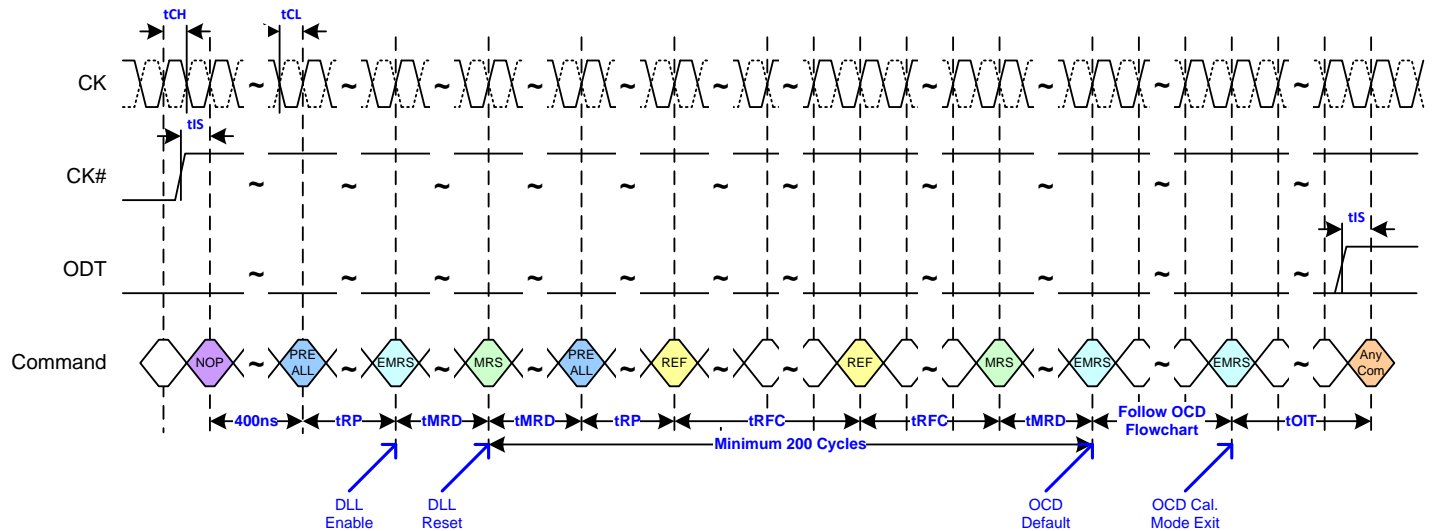 tCH
tCL
CK
~ ~ ~ ~ ~ ~ ~ ~ ~ ~ ~
tIS
CK#
~ ~ ~ ~ ~ ~ ~ ~ ~ ~
tIS
ODT
~ ~ ~ ~ ~ ~ ~ ~ ~ ~ ~
Command
NOP
~
PRE
ALL
~
EMRS
~
MRS
~
PRE
ALL
~
REF
~
~
REF
~
MRS
~
EMRS
~
EMRS
~
Any
Com
400ns
tRP
tMRD
tMRD
tRP
tRFC
tRFC
tMRD
Follow OCD
Flowchart
tOIT
Minimum 200 Cycles
DLL
Enable
DLL
Reset
OCD
Default
OCD Cal.
Mode Exit